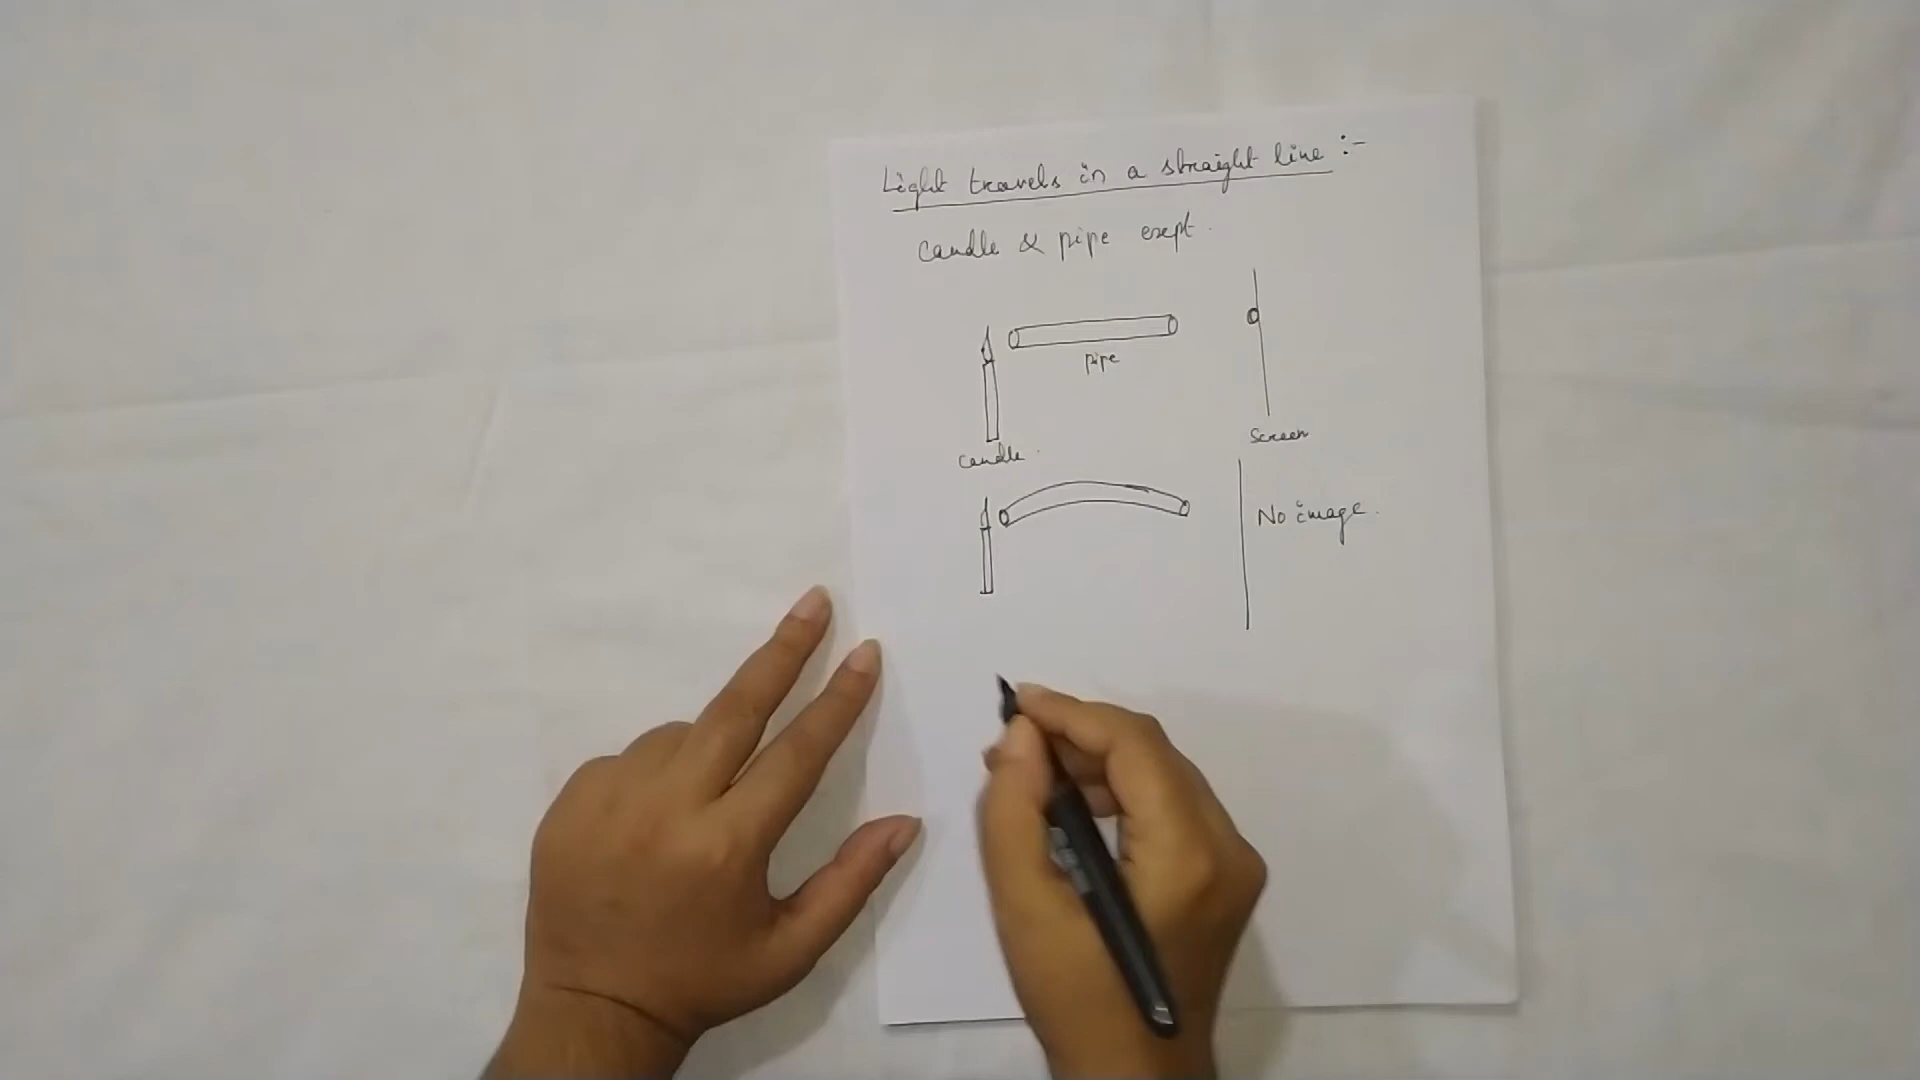 Light travels in a straight line :-
Candle & pipe expt.
pipe
Screen
Candle.
No image.